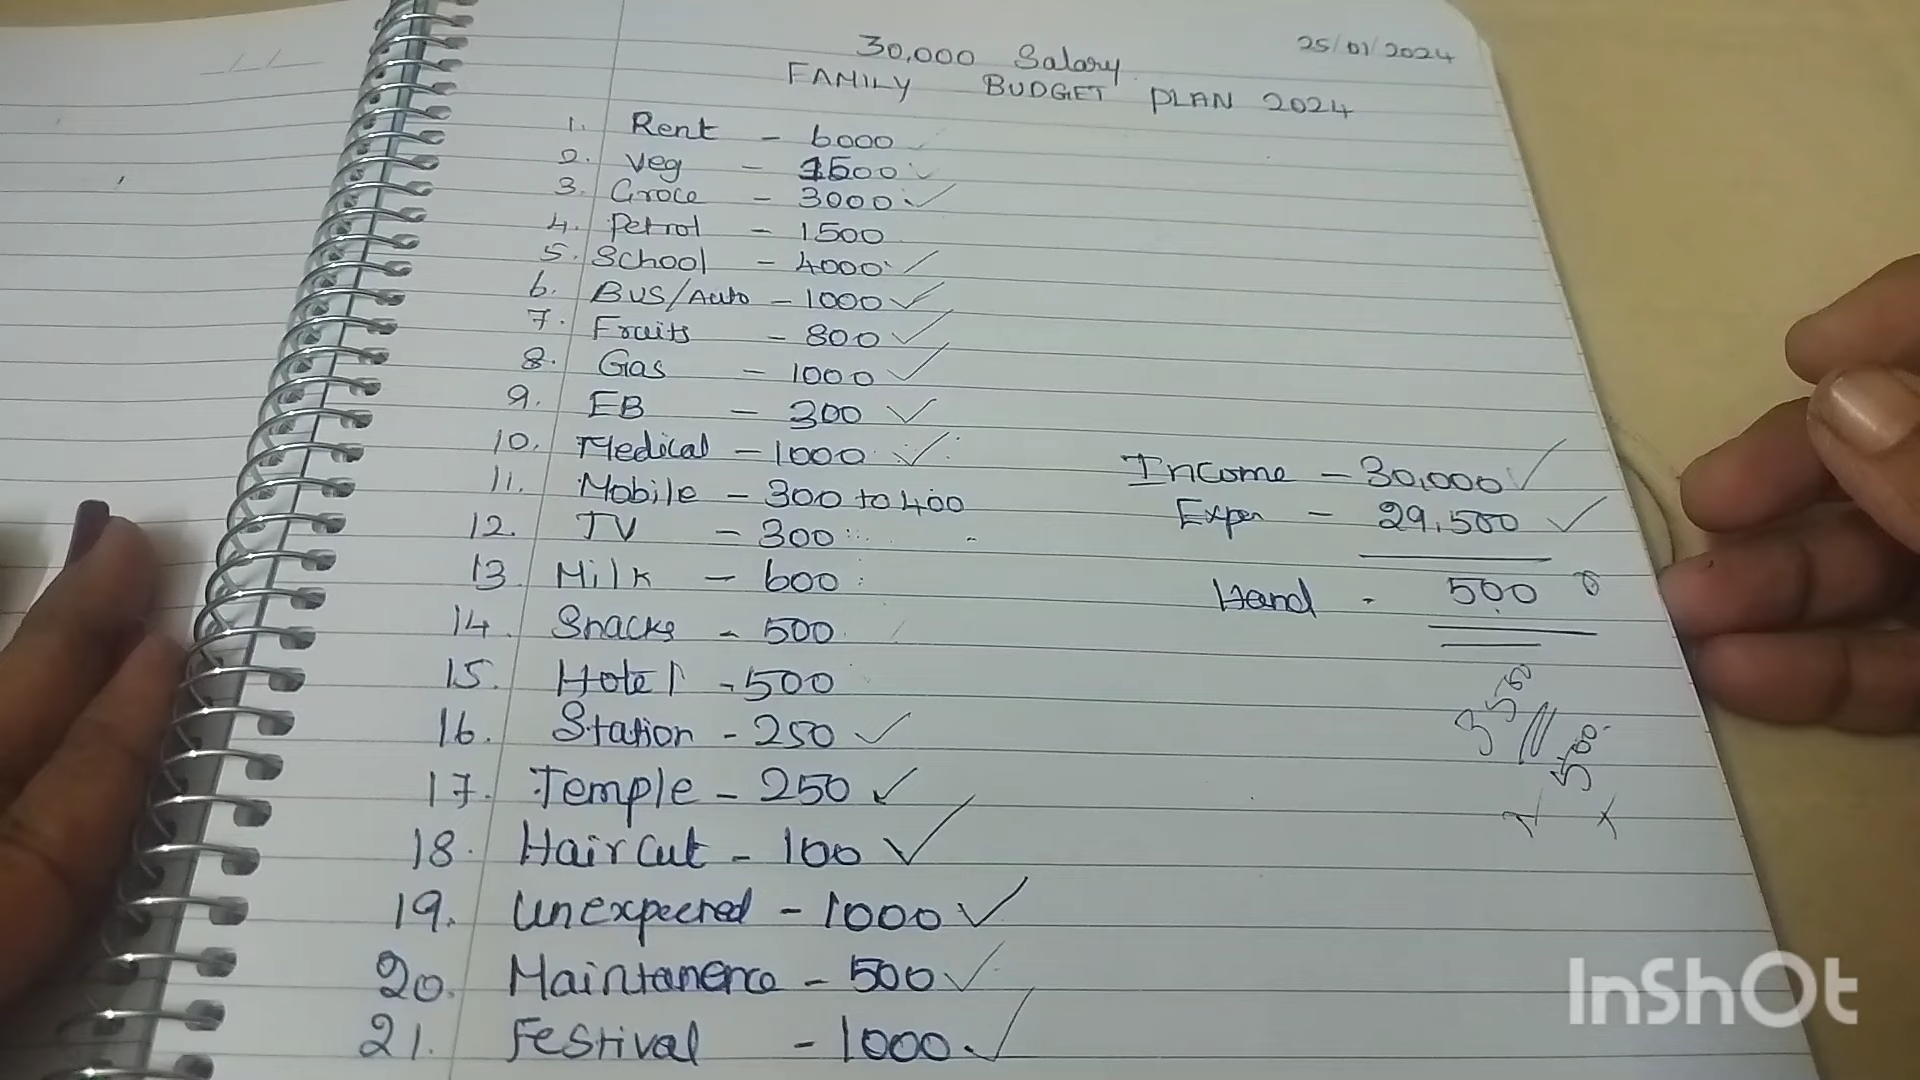 25/01/2024
30,000 Salary
FAMILY BUDGET PLAN 2024
1. Rent - 6000
2. Veg - 1500
3. Groce - 3000
4. Petrol - 1500
5. School - 4000
6. BUS/Auto - 1000
7. Fruits - 800
8. Gas - 1000
9. EB - 300
10. Medical - 1000
11. Mobile - 300 to 400
12. TV - 300
13 Milk - 600
14. Snacks - 500
15. Hotel - 500
16. Station - 250
17. Temple - 250
18. Hair Cut - 100
19. Unexpected - 1000
20. Maintanence - 500
21. Festival - 1000
Income - 30,000
Expen - 29,500
Hand - 500
3500
500
InShOt